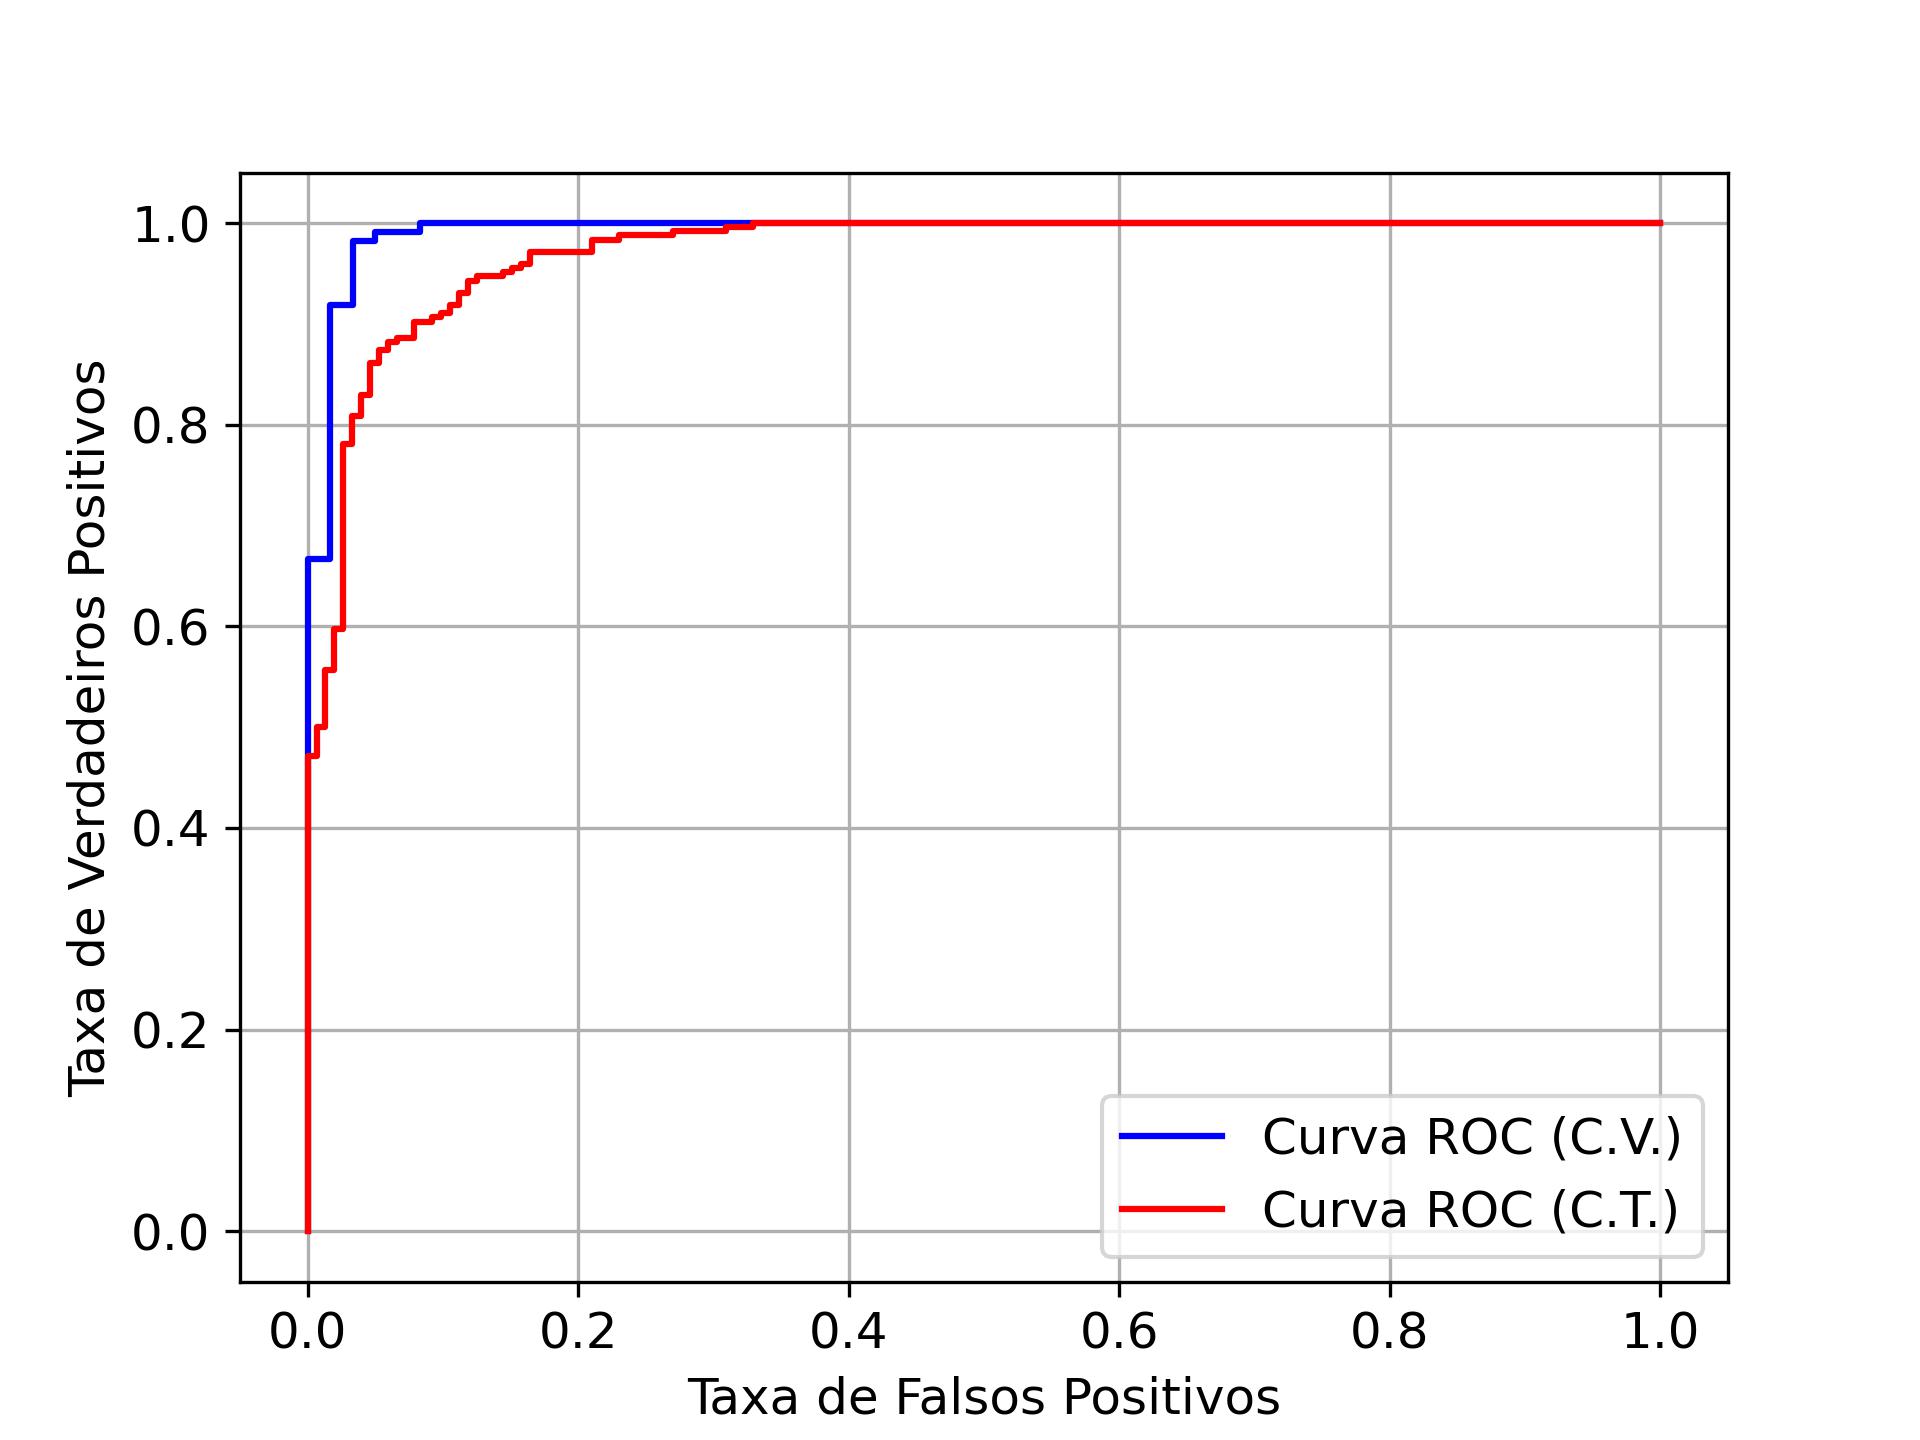 1.0
0.8
0.6
0.4
0.2
0.0
Taxa de Verdadeiros Positivos
Curva ROC (C.V.)
Curva ROC (C.T.)
0.0 0.2 0.4 0.6 0.8 1.0
Taxa de Falsos Positivos